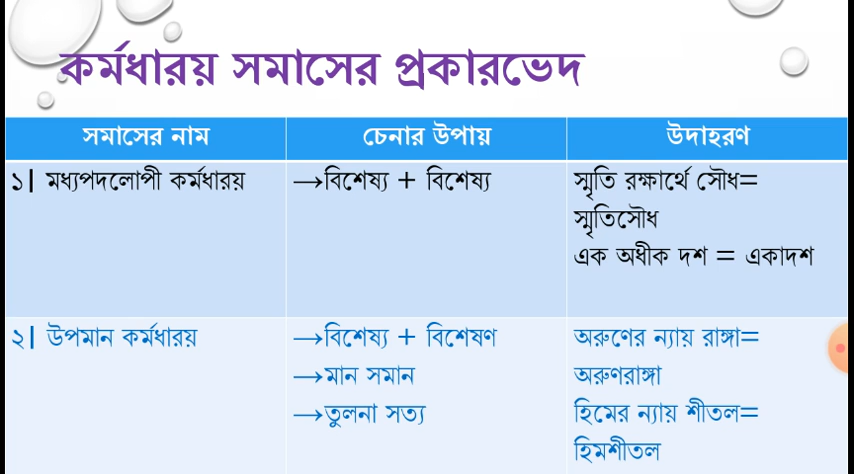 কর্মধারয় সমাসের প্রকারভেদ
সমাসের নাম
চেনার উপায়
উদাহরণ
১| মধ্যপদলোপী কর্মধারয়
→বিশেষ্য + বিশেষ্য
স্মৃতি রক্ষার্থে সৌধ=
স্মৃতিসৌধ
এক অধীক দশ = একাদশ
২| উপমান কর্মধারয়
→বিশেষ্য + বিশেষণ
→মান সমান
→তুলনা সত্য
অরুণের ন্যায় রাঙ্গা=
অরুণরাঙ্গা
হিমের ন্যায় শীতল=
হিমশীতল